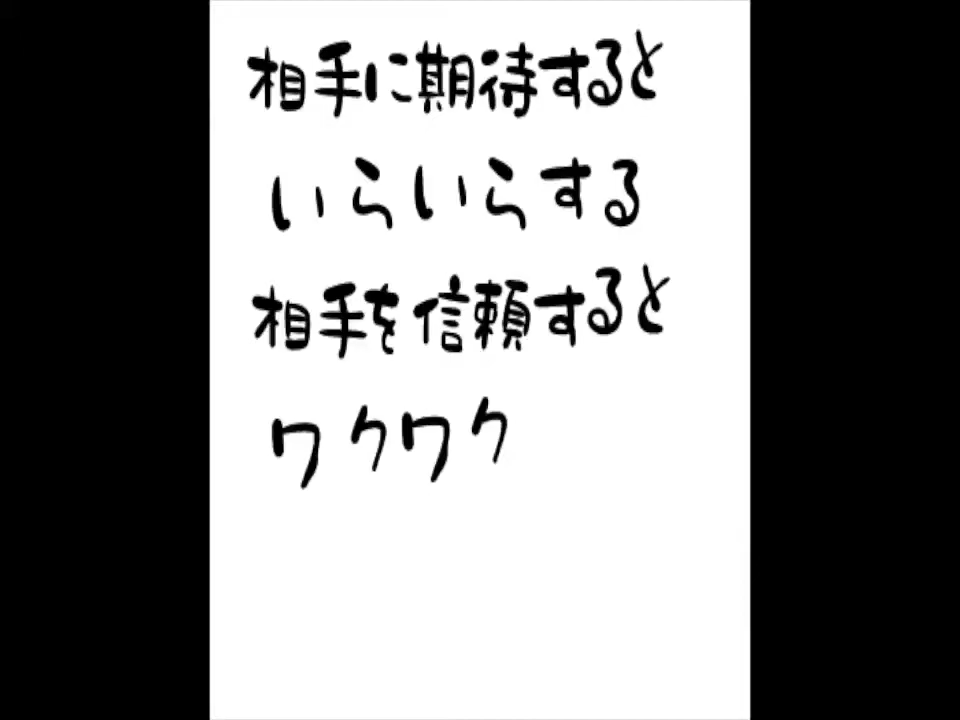 相手に期待すると
いらいらする
相手を信頼すると
ワクワク